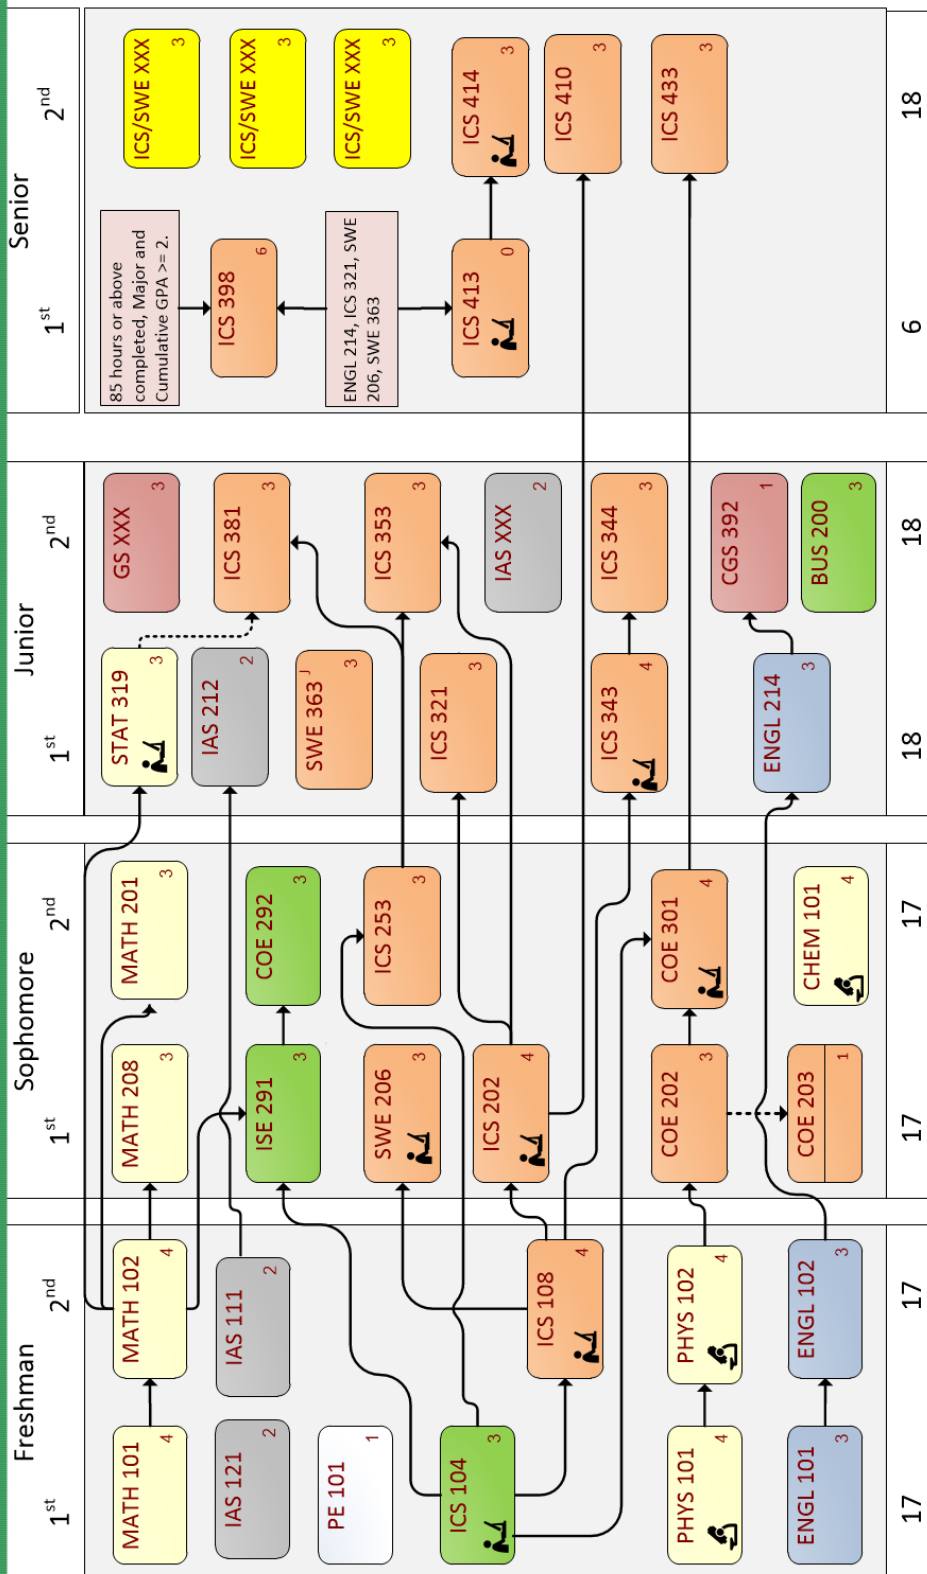 Freshman
1st
2nd
MATH 101
4
IAS 121
2
PE 101
1
ICS 104
3
PHYS 101
4
ENGL 101
3
17
MATH 102
4
IAS 111
2
ICS 108
4
PHYS 102
4
ENGL 102
3
17
Sophomore
1st
2nd
MATH 208
3
ISE 291
3
SWE 206
3
ICS 202
4
COE 202
3
COE 203
1
17
MATH 201
3
COE 292
3
ICS 253
3
COE 301
4
CHEM 101
4
17
Junior
1st
2nd
STAT 319
3
IAS 212
2
SWE 363 J
3
ICS 321
3
ICS 343
4
ENGL 214
3
18
GS XXX
3
ICS 381
3
ICS 353
3
IAS XXX
2
ICS 344
3
CGS 392
1
BUS 200
3
18
Senior
1st
2nd
85 hours or above
completed, Major and
Cumulative GPA >= 2.
ICS 398
6
ENGL 214, ICS 321, SWE
206, SWE 363
ICS 413
0
6
ICS/SWE XXX
3
ICS/SWE XXX
3
ICS/SWE XXX
3
ICS 414
3
ICS 410
3
ICS 433
3
18